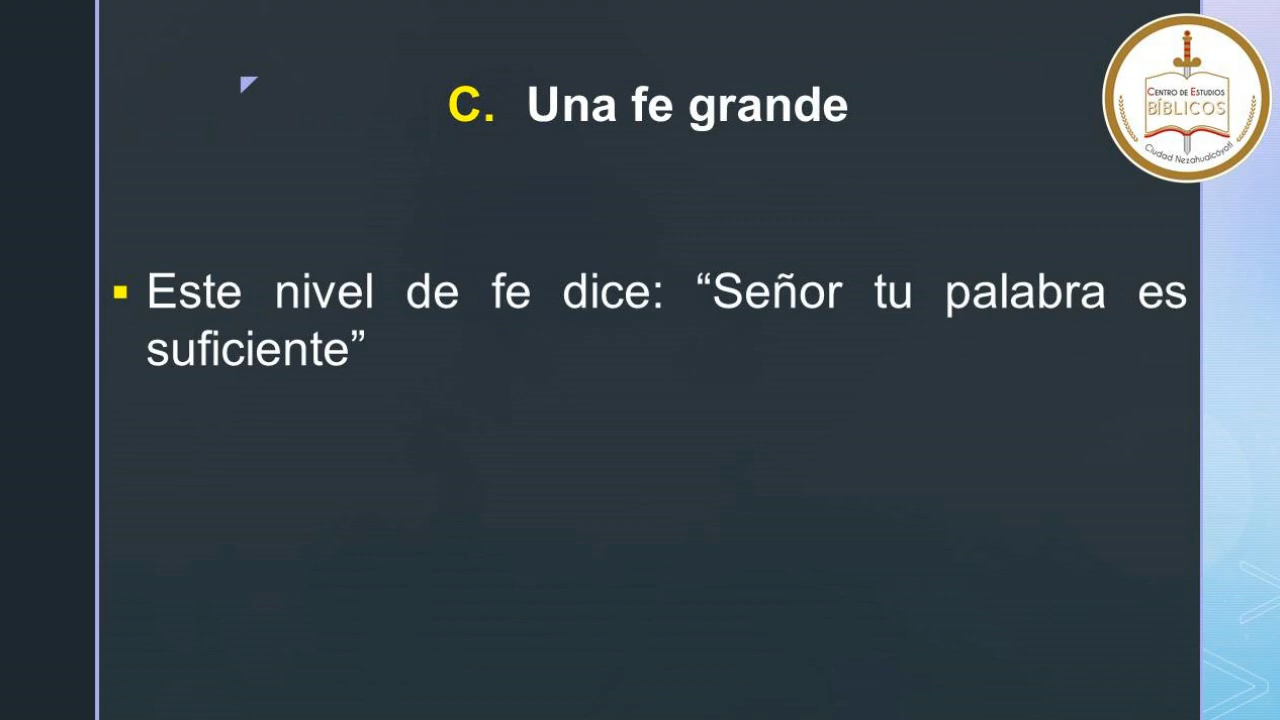 C. Una fe grande
CENTRO DE ESTUDIOS
BÍBLICOS
Ciudad Nezahualcóyotl
▪ Este nivel de fe dice: “Señor tu palabra es
suficiente”